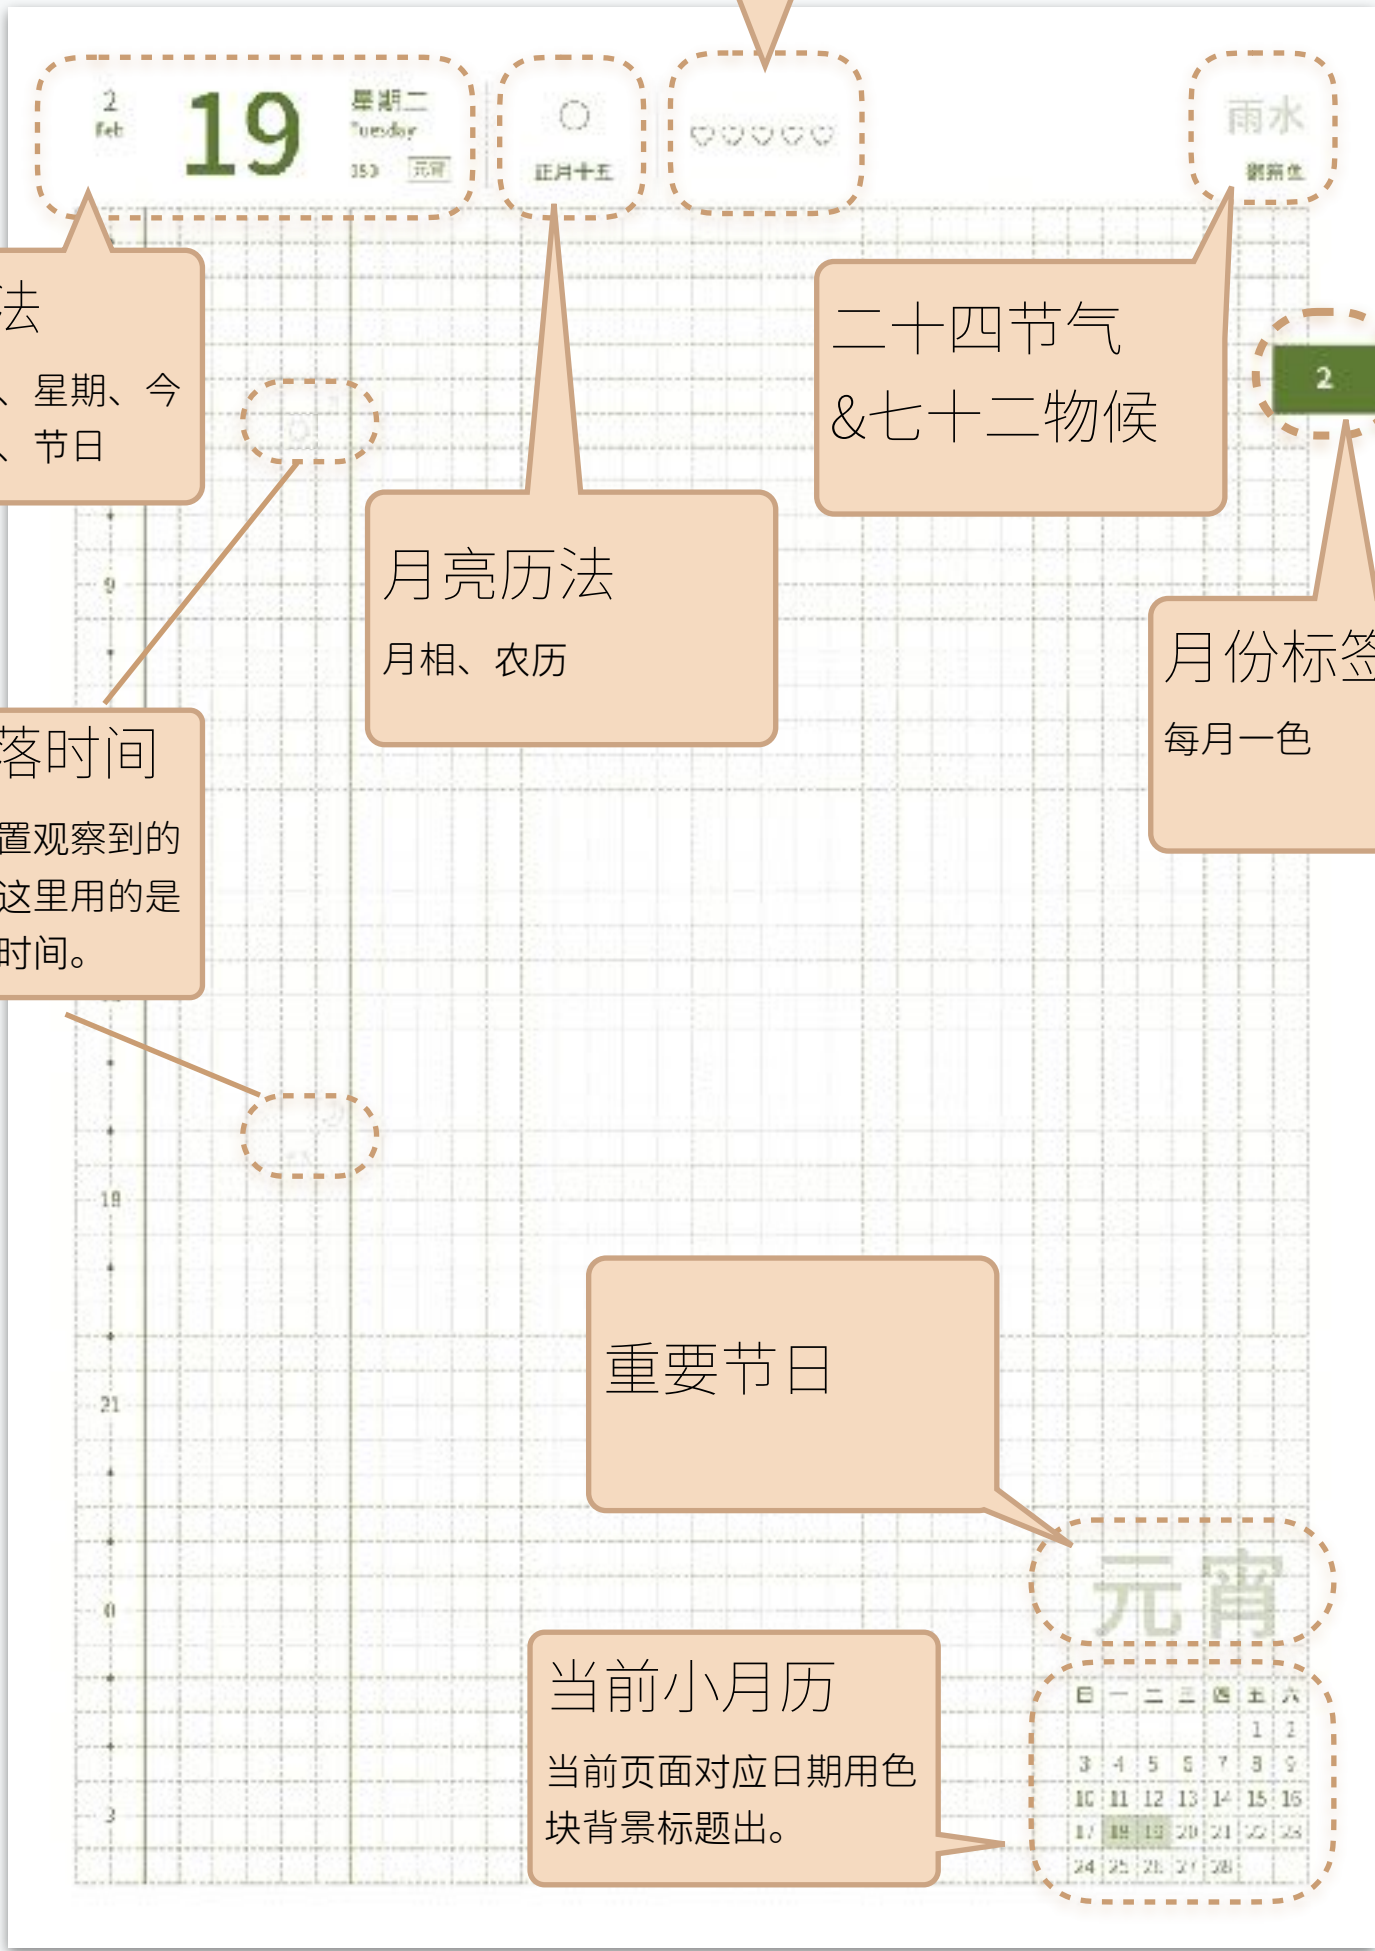 2
Feb
19
星期二
Tuesday
元宵
正月十五
雨水
法
、星期、今
、节日
二十四节气
&七十二物候
2
月亮历法
月相、农历
9
月份标签
每月一色
落时间
置观察到的
这里用的是
时间。
18
21
重要节日
元宵
0
当前小月历
当前页面对应日期用色
块背景标题出。
3
日 一 二 三 四 五 六
1 2
3 4 5 6 7 8 9
10 11 12 13 14 15 16
17 18 19 20 21 22 23
24 25 26 27 28